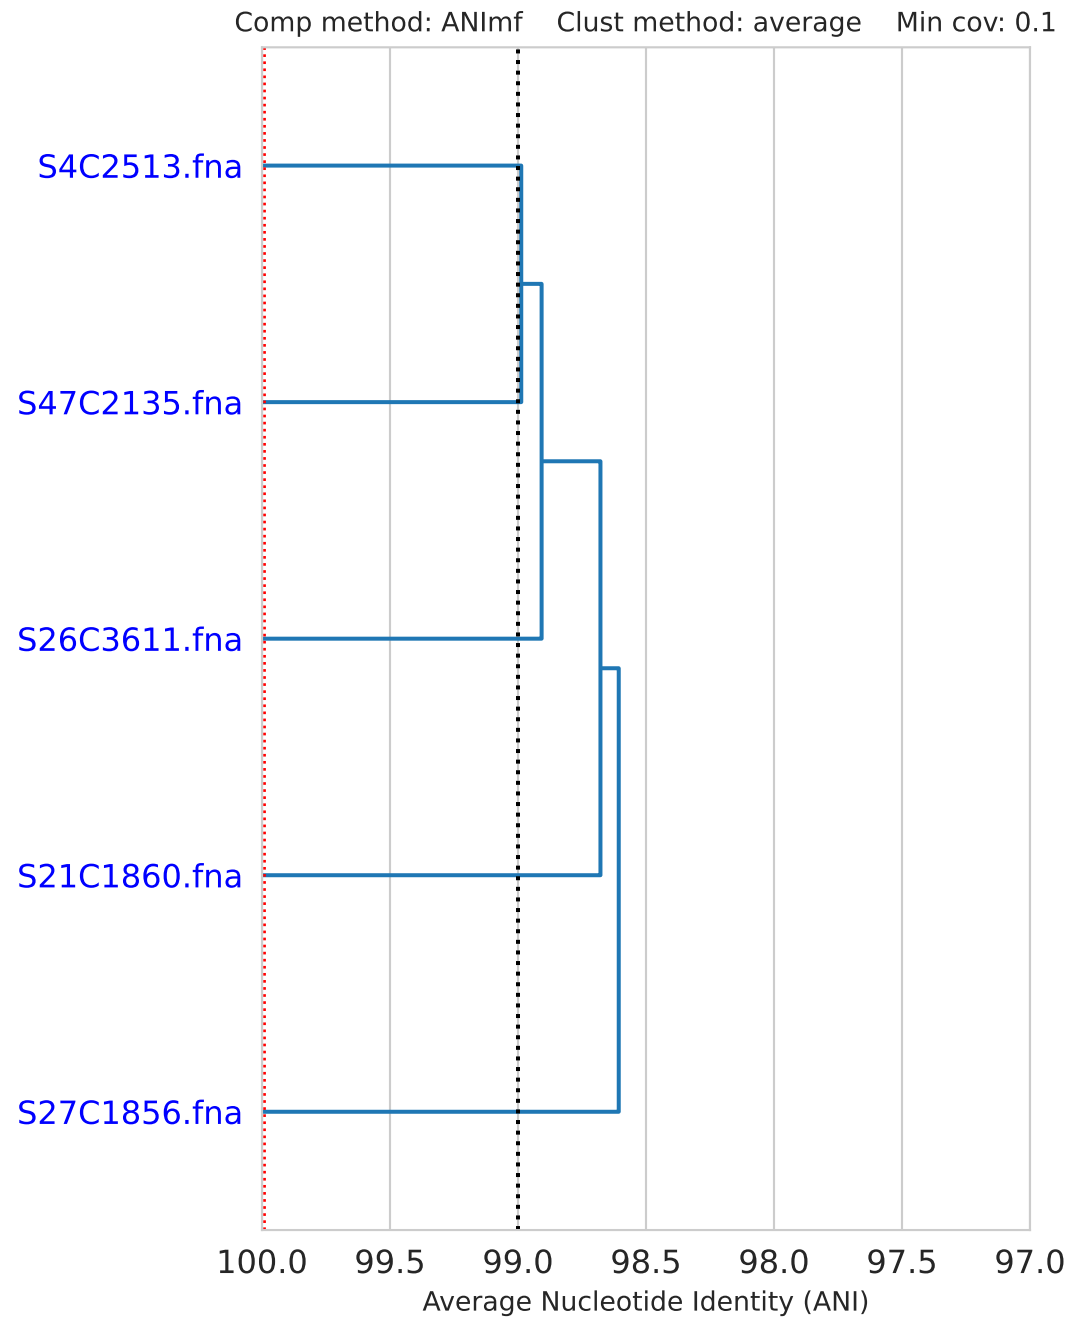 Comp method: ANImf    Clust method: average    Min cov: 0.1
S4C2513.fna
S47C2135.fna
S26C3611.fna
S21C1860.fna
S27C1856.fna
100.0 99.5 99.0 98.5 98.0 97.5 97.0
Average Nucleotide Identity (ANI)